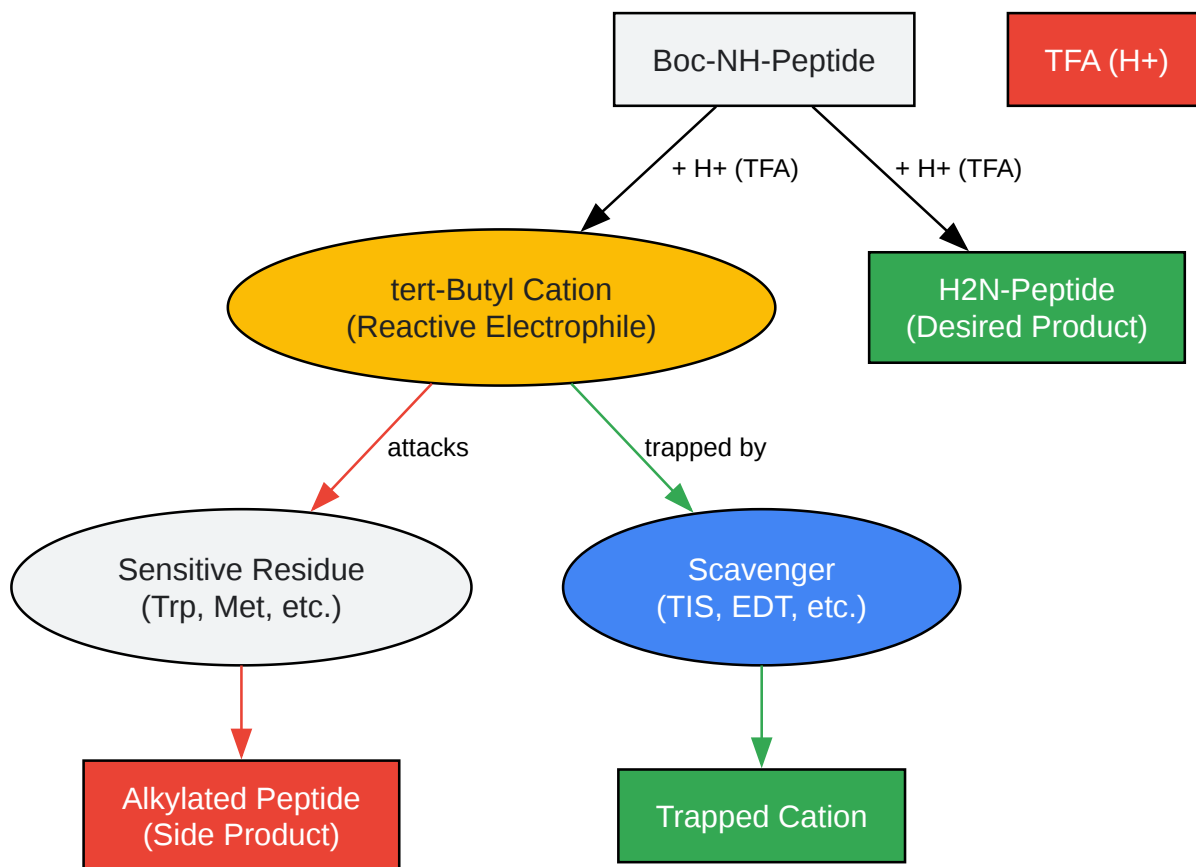 Boc-NH-Peptide
TFA (H+)
+ H+ (TFA)
+ H+ (TFA)
tert-Butyl Cation
(Reactive Electrophile)
H2N-Peptide
(Desired Product)
attacks
trapped by
Sensitive Residue
(Trp, Met, etc.)
Scavenger
(TIS, EDT, etc.)
Alkylated Peptide
(Side Product)
Trapped Cation